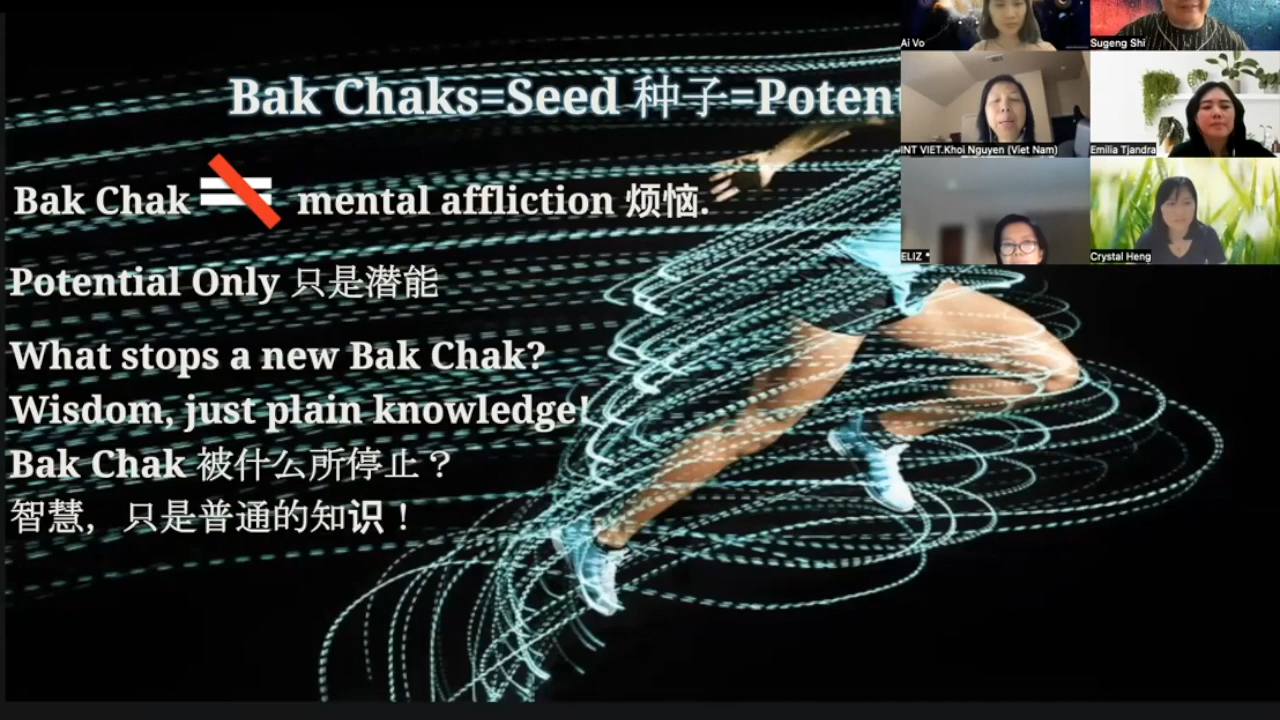 Bak Chaks=Seed 种子=Poten
Bak Chak = mental affliction 烦恼.
Potential Only 只是潜能
What stops a new Bak Chak?
Wisdom, just plain knowledge!
Bak Chak 被什么所停止？
智慧，只是普通的知识！
Ai Vo
Sugeng Shi
INT VIET.Khoi Nguyen (Viet Nam)
Emilia Tjandra
ELIZ *
Crystal Heng